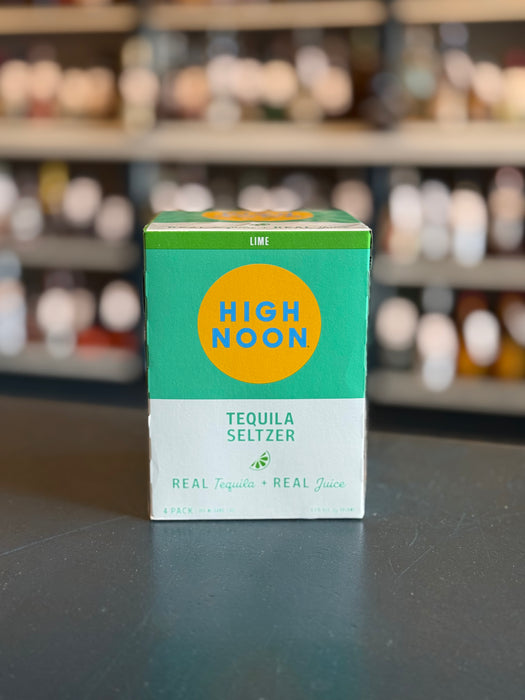 LIME
HIGH
NOON
TEQUILA
SELTZER
REAL Tequila + REAL Juice
4 PACK